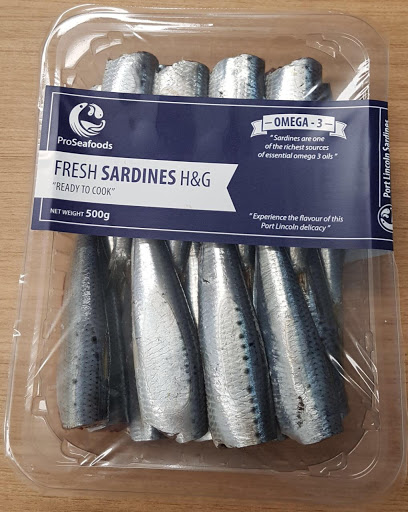 ProSeafoods
FRESH SARDINES H&G
"READY TO COOK"
NET WEIGHT 500g
OMEGA - 3
" Sardines are one
of the richest sources
of essential omega 3 oils "
" Experience the flavour of this
Port Lincoln delicacy "
Port Lincoln Sardines